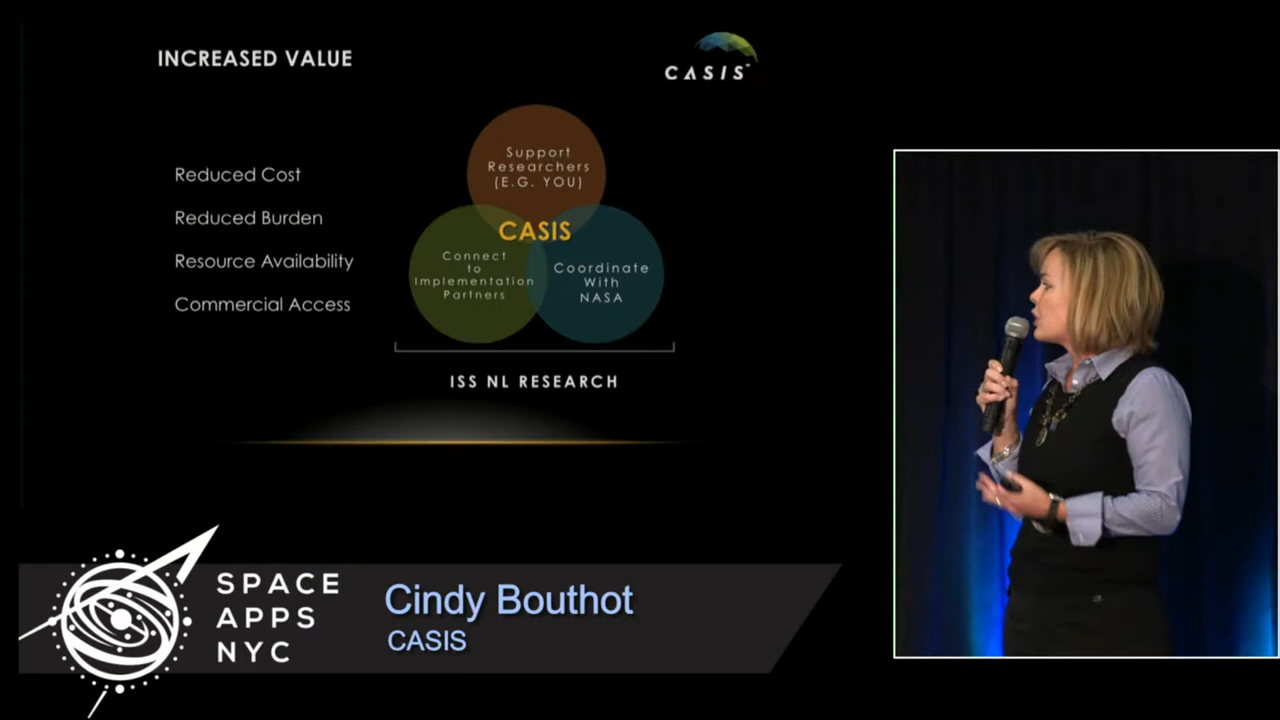 INCREASED VALUE
CASIS™
Reduced Cost
Reduced Burden
Resource Availability
Commercial Access
Support
Researchers
(E.G. YOU)
CASIS
Connect
to
Implementation
Partners
Coordinate
With
NASA
ISS NL RESEARCH
SPACE
APPS
NYC
Cindy Bouthot
CASIS